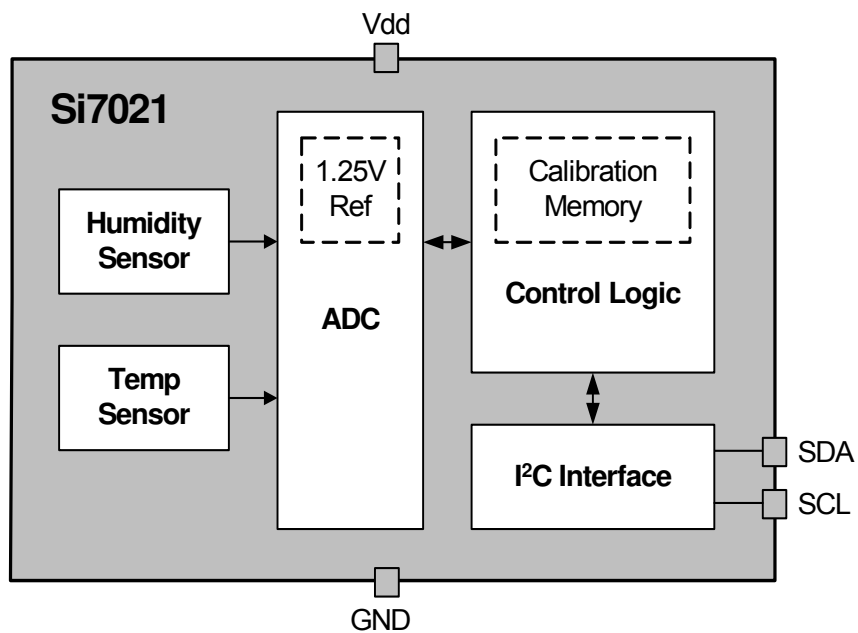 Vdd
Si7021
1.25V
Ref
Calibration
Memory
Humidity
Sensor
ADC
Control Logic
Temp
Sensor
I²C Interface
SDA
SCL
GND